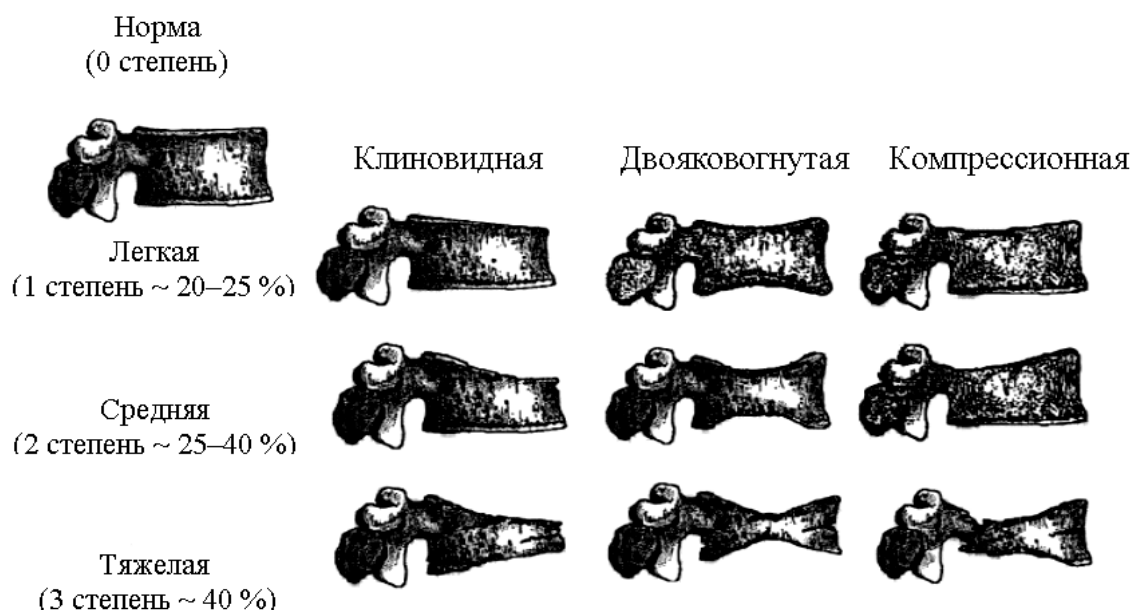 Норма
(0 степень)
Клиновидная
Двояковогнутая
Компрессионная
Легкая
(1 степень ~ 20–25 %)
Средняя
(2 степень ~ 25–40 %)
Тяжелая
(3 степень ~ 40 %)